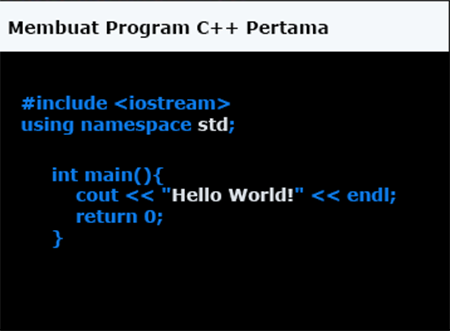 Membuat Program C++ Pertama
#include <iostream>
using namespace std;
int main(){
cout << "Hello World!" << endl;
return 0;
}